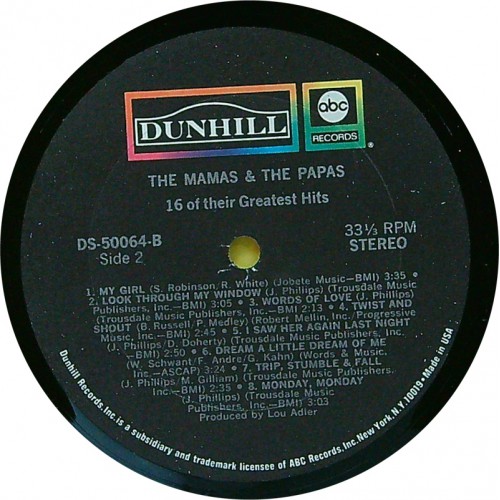 DUNHILL
abc
RECORDS
®
THE MAMAS & THE PAPAS
16 of their Greatest Hits
DS-50064-B
Side 2
33⅓ RPM
STEREO
1. MY GIRL (S. Robinson, R. White) (Jobete Music—BMI) 3:35 •
2. LOOK THROUGH MY WINDOW (J. Phillips) (Trousdale Music
Publishers, Inc.—BMI) 3:05 • 3. WORDS OF LOVE (J. Phillips)
(Trousdale Music Publishers, Inc.—BMI) 2:13 • 4. TWIST AND
SHOUT (B. Russell/P. Medley) (Robert Mellin, Inc./Progressive
Music, Inc.—BMI) 2:45 • 5. I SAW HER AGAIN LAST NIGHT
(J. Phillips/D. Doherty) (Trousdale Music Publishers, Inc.
—BMI) 2:50 • 6. DREAM A LITTLE DREAM OF ME
(W. Schwart/F. Andre/G. Kahn) (Words & Music,
Inc.—ASCAP) 3:24 • 7. TRIP, STUMBLE & FALL
(J. Phillips/M. Gilliam) (Trousdale Music Publishers,
Inc.—BMI) 2:35 • 8. MONDAY, MONDAY
(J. Phillips) (Trousdale Music
Publishers, Inc.—BMI) 3:03
Produced by Lou Adier
Dunhill Records,Inc.is a subsidiary and trademark licensee of ABC Records,Inc.New York,N.Y.10019•Made in USA